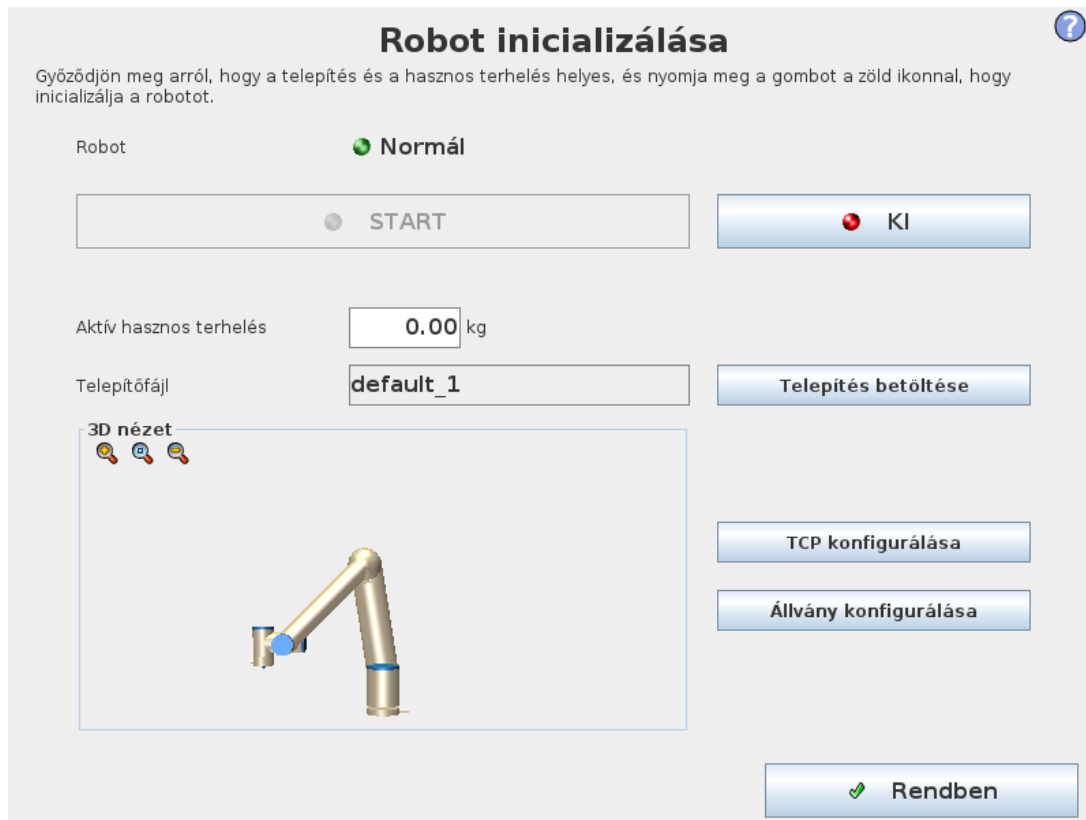 Robot inicializálása
?
Győződjön meg arról, hogy a telepítés és a hasznos terhelés helyes, és nyomja meg a gombot a zöld ikonnal, hogy
inicializálja a robotot.
Robot Normál
START KI
Aktív hasznos terhelés 0.00 kg
Telepítőfájl default_1 Telepítés betöltése
3D nézet
TCP konfigurálása
Állvány konfigurálása
Rendben